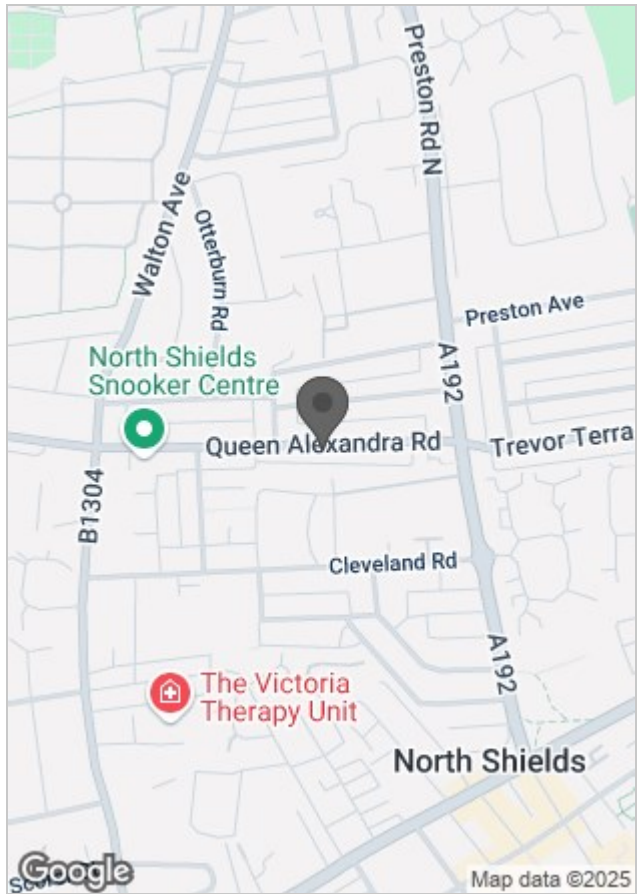 Preston Rd N
Walton Ave
Otterburn Rd
Preston Ave
North Shields
Snooker Centre
A192
Queen Alexandra Rd
Trevor Terra
B1304
Cleveland Rd
A192
The Victoria
Therapy Unit
North Shields
Google
Map data ©2025